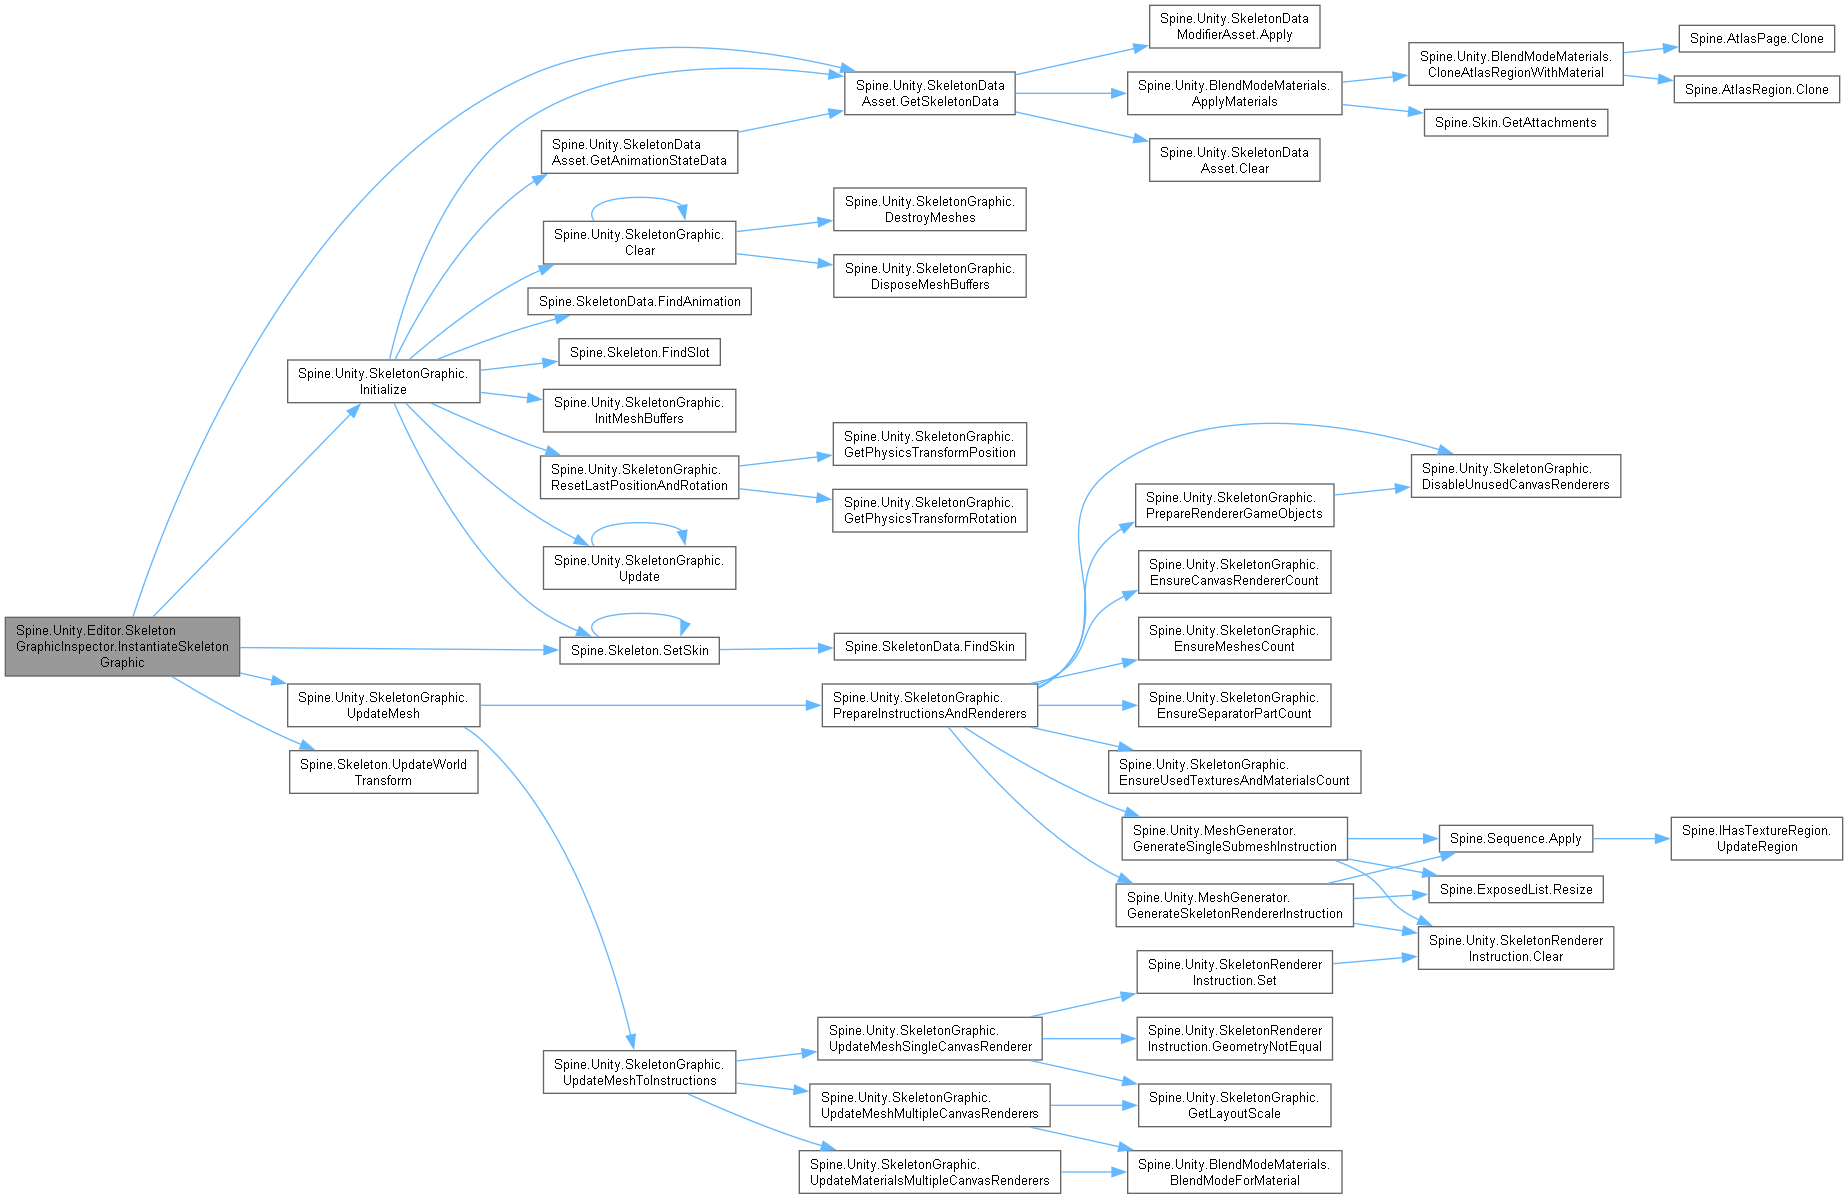 Spine.Unity.Editor.Skeleton
GraphicInspector.InstantiateSkeleton
Graphic
Spine.Unity.SkeletonGraphic.
Initialize
Spine.Unity.SkeletonGraphic.
UpdateMesh
Spine.Skeleton.UpdateWorld
Transform
Spine.Unity.SkeletonData
Asset.GetAnimationStateData
Spine.Unity.SkeletonGraphic.
Clear
Spine.SkeletonData.FindAnimation
Spine.Skeleton.FindSlot
Spine.Unity.SkeletonGraphic.
InitMeshBuffers
Spine.Unity.SkeletonGraphic.
ResetLastPositionAndRotation
Spine.Unity.SkeletonGraphic.
Update
Spine.Skeleton.SetSkin
Spine.Unity.SkeletonGraphic.
UpdateMeshToInstructions
Spine.Unity.SkeletonData
Asset.GetSkeletonData
Spine.Unity.SkeletonGraphic.
DestroyMeshes
Spine.Unity.SkeletonGraphic.
DisposeMeshBuffers
Spine.Unity.SkeletonGraphic.
GetPhysicsTransformPosition
Spine.Unity.SkeletonGraphic.
GetPhysicsTransformRotation
Spine.SkeletonData.FindSkin
Spine.Unity.SkeletonGraphic.
PrepareInstructionsAndRenderers
Spine.Unity.SkeletonGraphic.
UpdateMeshSingleCanvasRenderer
Spine.Unity.SkeletonGraphic.
UpdateMeshMultipleCanvasRenderers
Spine.Unity.SkeletonGraphic.
UpdateMaterialsMultipleCanvasRenderers
Spine.Unity.SkeletonData
ModifierAsset.Apply
Spine.Unity.BlendModeMaterials.
ApplyMaterials
Spine.Unity.SkeletonData
Asset.Clear
Spine.Unity.SkeletonGraphic.
PrepareRendererGameObjects
Spine.Unity.SkeletonGraphic.
EnsureCanvasRendererCount
Spine.Unity.SkeletonGraphic.
EnsureMeshesCount
Spine.Unity.SkeletonGraphic.
EnsureSeparatorPartCount
Spine.Unity.SkeletonGraphic.
EnsureUsedTexturesAndMaterialsCount
Spine.Unity.MeshGenerator.
GenerateSingleSubmeshInstruction
Spine.Unity.MeshGenerator.
GenerateSkeletonRendererInstruction
Spine.Unity.SkeletonRenderer
Instruction.Set
Spine.Unity.SkeletonRenderer
Instruction.GeometryNotEqual
Spine.Unity.SkeletonGraphic.
GetLayoutScale
Spine.Unity.BlendModeMaterials.
BlendModeForMaterial
Spine.Unity.BlendModeMaterials.
CloneAtlasRegionWithMaterial
Spine.Skin.GetAttachments
Spine.Unity.SkeletonGraphic.
DisableUnusedCanvasRenderers
Spine.Sequence.Apply
Spine.ExposedList.Resize
Spine.Unity.SkeletonRenderer
Instruction.Clear
Spine.AtlasPage.Clone
Spine.AtlasRegion.Clone
Spine.IHasTextureRegion.
UpdateRegion